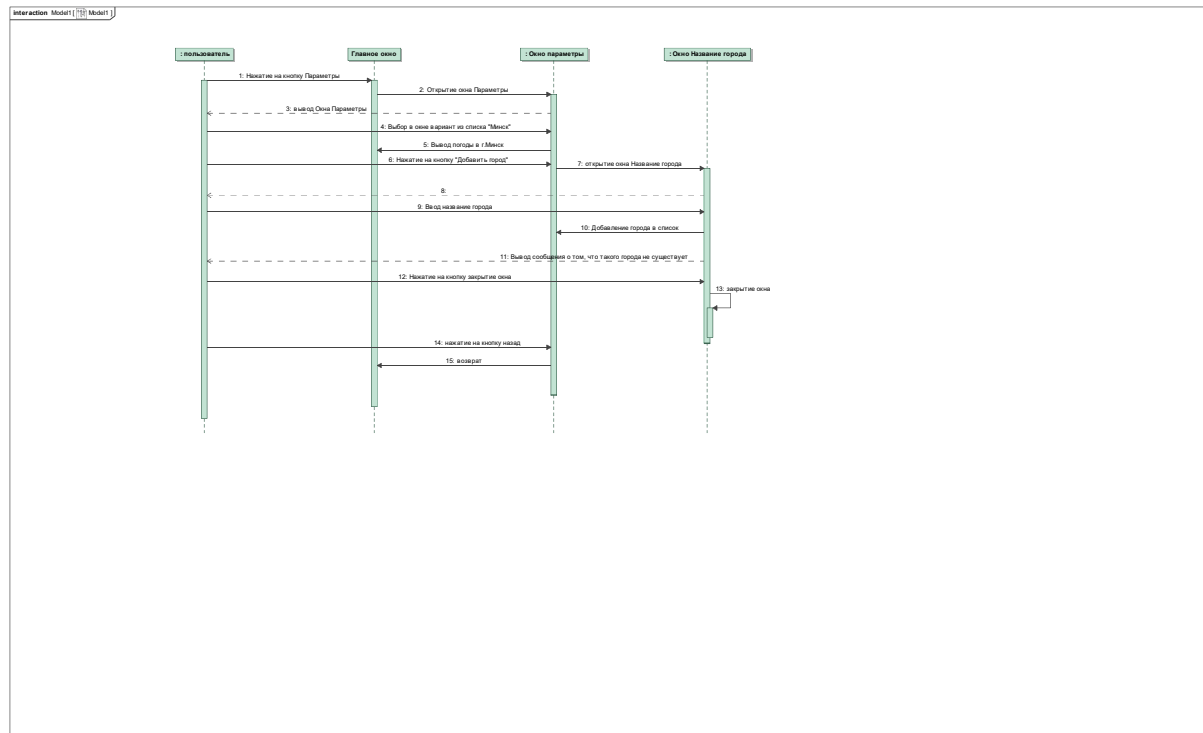 interaction Model1 [ Model1 ]
: пользователь
Главное окно
: Окно параметры
: Окно Название города
1: Нажатие на кнопку Параметры
2: Открытие окна Параметры
3: вывод Окна Параметры
4: Выбор в окне вариант из списка "Минск"
5: Вывод погоды в г.Минск
6: Нажатие на кнопку "Добавить город"
7: открытие окна Название города
8:
9: Ввод название города
10: Добавление города в список
11: Вывод сообщения о том, что такого города не существует
12: Нажатие на кнопку закрытие окна
13: закрытие окна
14: нажатие на кнопку назад
15: возврат